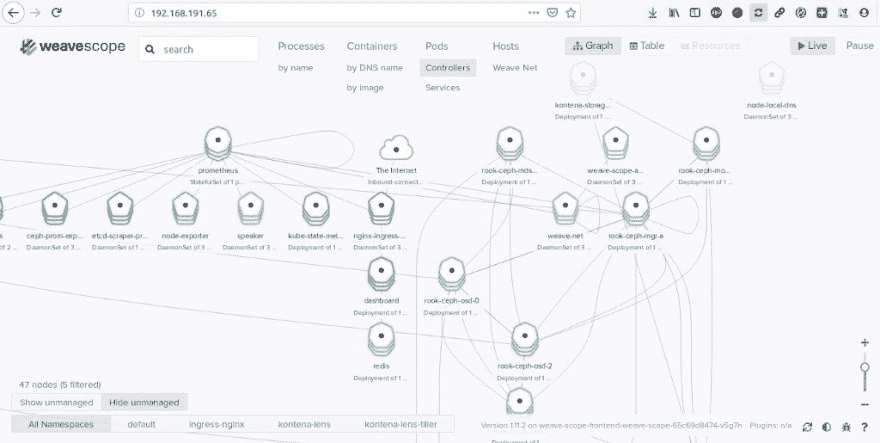 192.168.191.65
weavescope
search
Processes
by name
Containers
by DNS name
by image
Pods
Controllers
Services
Hosts
Weave Net
Graph
Table
Resources
Live
Pause
kontena-storag...
Deployment of 1 ...
node-local-dns
DaemonSet of 3 ...
prometheus
StatefulSet of 1 p...
The Internet
Inbound connect...
rook-ceph-mds...
Deployment of 1 ...
weave-scope-a...
DaemonSet of 3 ...
rook-ceph-mo...
Deployment of 1 ...
s
of 2 ...
ceph-prom-exp...
DaemonSet of 3 ...
etcd-scraper-pr...
DaemonSet of 3 ...
node-exporter
DaemonSet of 3 ...
speaker
DaemonSet of 3 ...
kube-state-met...
Deployment of 1 ...
nginx-ingress-...
DaemonSet of 3 ...
weave-net
DaemonSet of 3 ...
rook-ceph-mgr-a
Deployment of 1 ...
dashboard
Deployment of 1 ...
rook-ceph-osd-0
Deployment of 1 ...
redis
Deployment of 1 ...
rook-ceph-osd-2
Deployment of 1 ...
47 nodes (5 filtered)
Show unmanaged Hide unmanaged
All Namespaces default ingress-nginx kontena-lens kontena-lens-tiller
Version 1.11.2 on weave-scope-frontend-weave-scope-65c69d8474-v5g7h Plugins: n/a